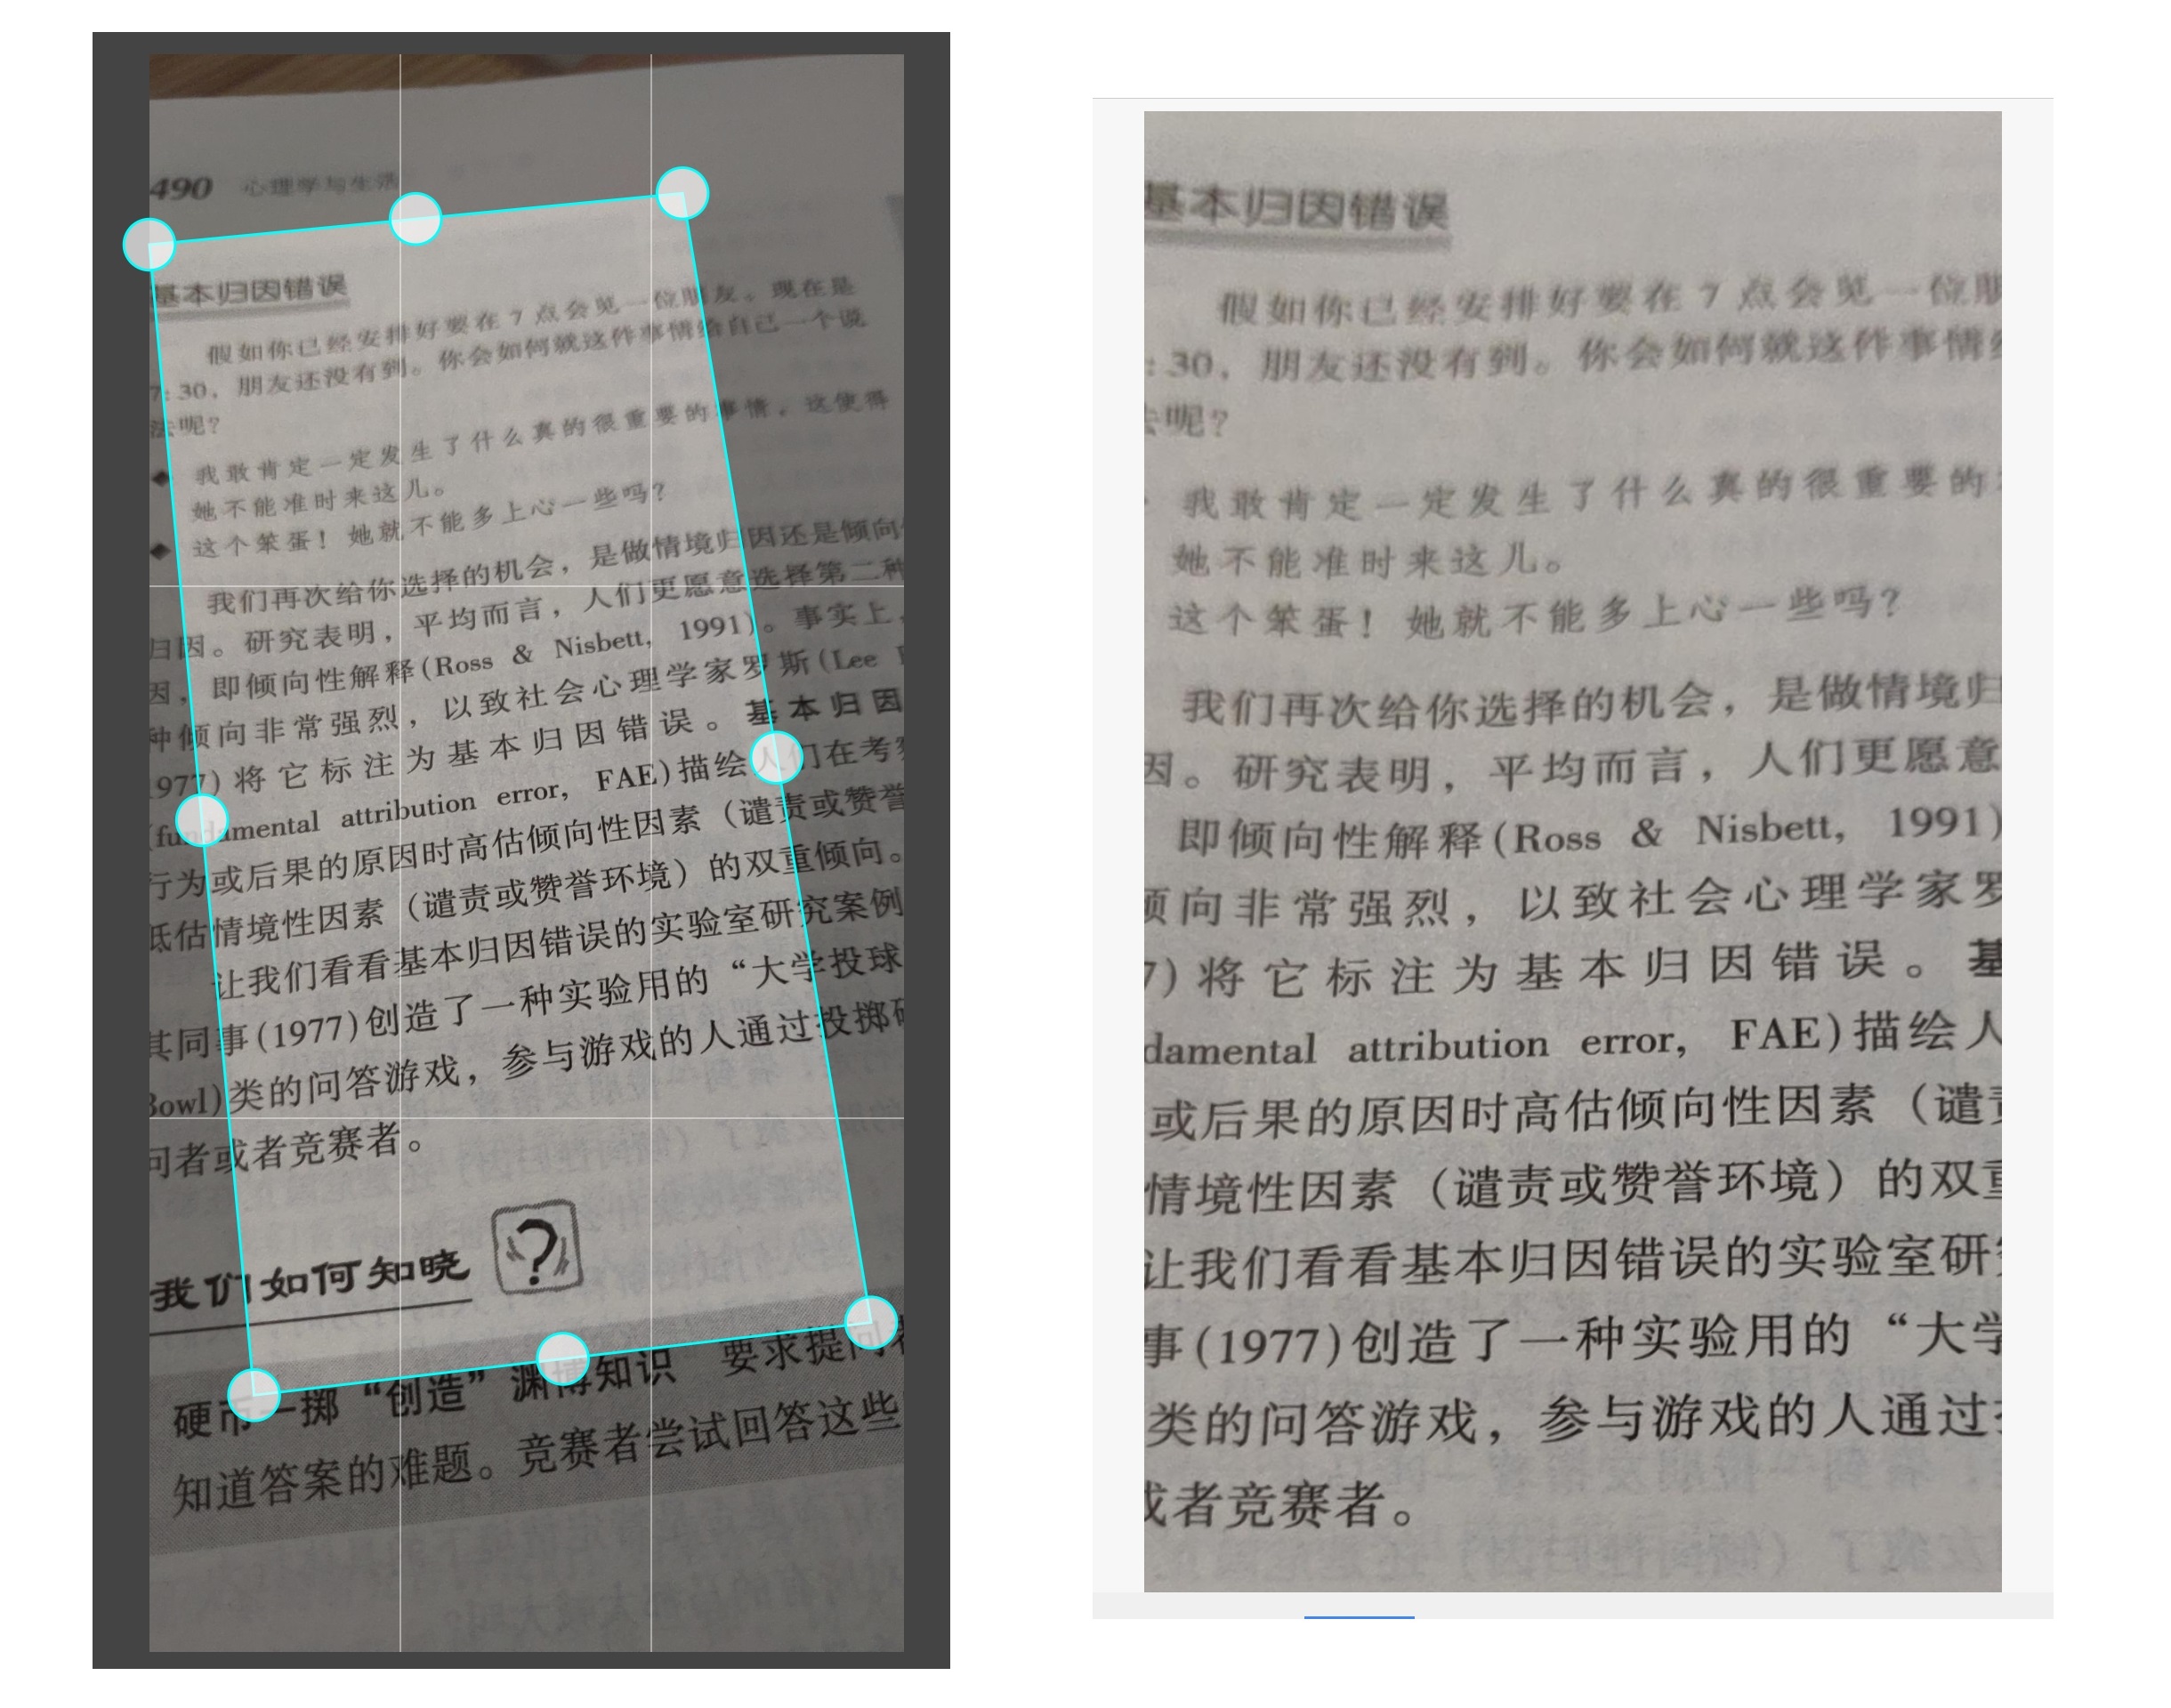 490 心理学与生活
基本归因错误
假如你已经安排好要在7点会见一位朋友。现在是
7:30，朋友还没有到。你会如何就这件事情给自己一个说
法呢？
◆ 我敢肯定一定发生了什么真的很重要的事情，这使得
她不能准时来这儿。
◆ 这个笨蛋！她就不能多上心一些吗？
我们再次给你选择的机会，是做情境归因还是倾向
归因。研究表明，平均而言，人们更愿意选择第二种
因，即倾向性解释(Ross & Nisbett, 1991)。事实上，
种倾向非常强烈，以致社会心理学家罗斯(Lee
1977)将它标注为基本归因错误。基本归因
(fundamental attribution error, FAE)描绘人们在考察
行为或后果的原因时高估倾向性因素（谴责或赞誉
低估情境性因素（谴责或赞誉环境）的双重倾向。
让我们看看基本归因错误的实验室研究案例
其同事(1977)创造了一种实验用的“大学投球
Bowl)类的问答游戏，参与游戏的人通过投掷硬
问者或者竞赛者。
我们如何知晓 ?
硬币一掷“创造”渊博知识 要求提问者
知道答案的难题。竞赛者尝试回答这些
基本归因错误
假如你已经安排好要在7点会见一位朋
:30，朋友还没有到。你会如何就这件事情给
法呢？
我敢肯定一定发生了什么真的很重要的
她不能准时来这儿。
这个笨蛋！她就不能多上心一些吗？
我们再次给你选择的机会，是做情境归
因。研究表明，平均而言，人们更愿意
即倾向性解释(Ross & Nisbett, 1991)
倾向非常强烈，以致社会心理学家罗
7)将它标注为基本归因错误。基
damental attribution error, FAE)描绘人
或后果的原因时高估倾向性因素（谴责
情境性因素（谴责或赞誉环境）的双重
让我们看看基本归因错误的实验室研究
事(1977)创造了一种实验用的“大学
类的问答游戏，参与游戏的人通过投
或者竞赛者。